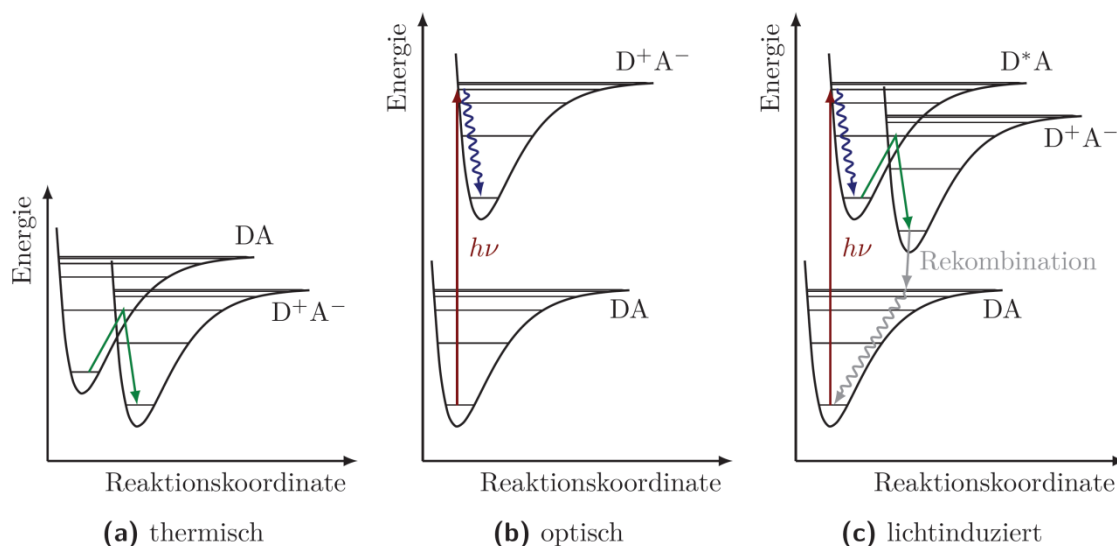 Energie
DA
D⁺A⁻
Reaktionskoordinate
(a) thermisch
Energie
D⁺A⁻
hν
DA
Reaktionskoordinate
(b) optisch
Energie
D*A
D⁺A⁻
hν
Rekombination
DA
Reaktionskoordinate
(c) lichtinduziert